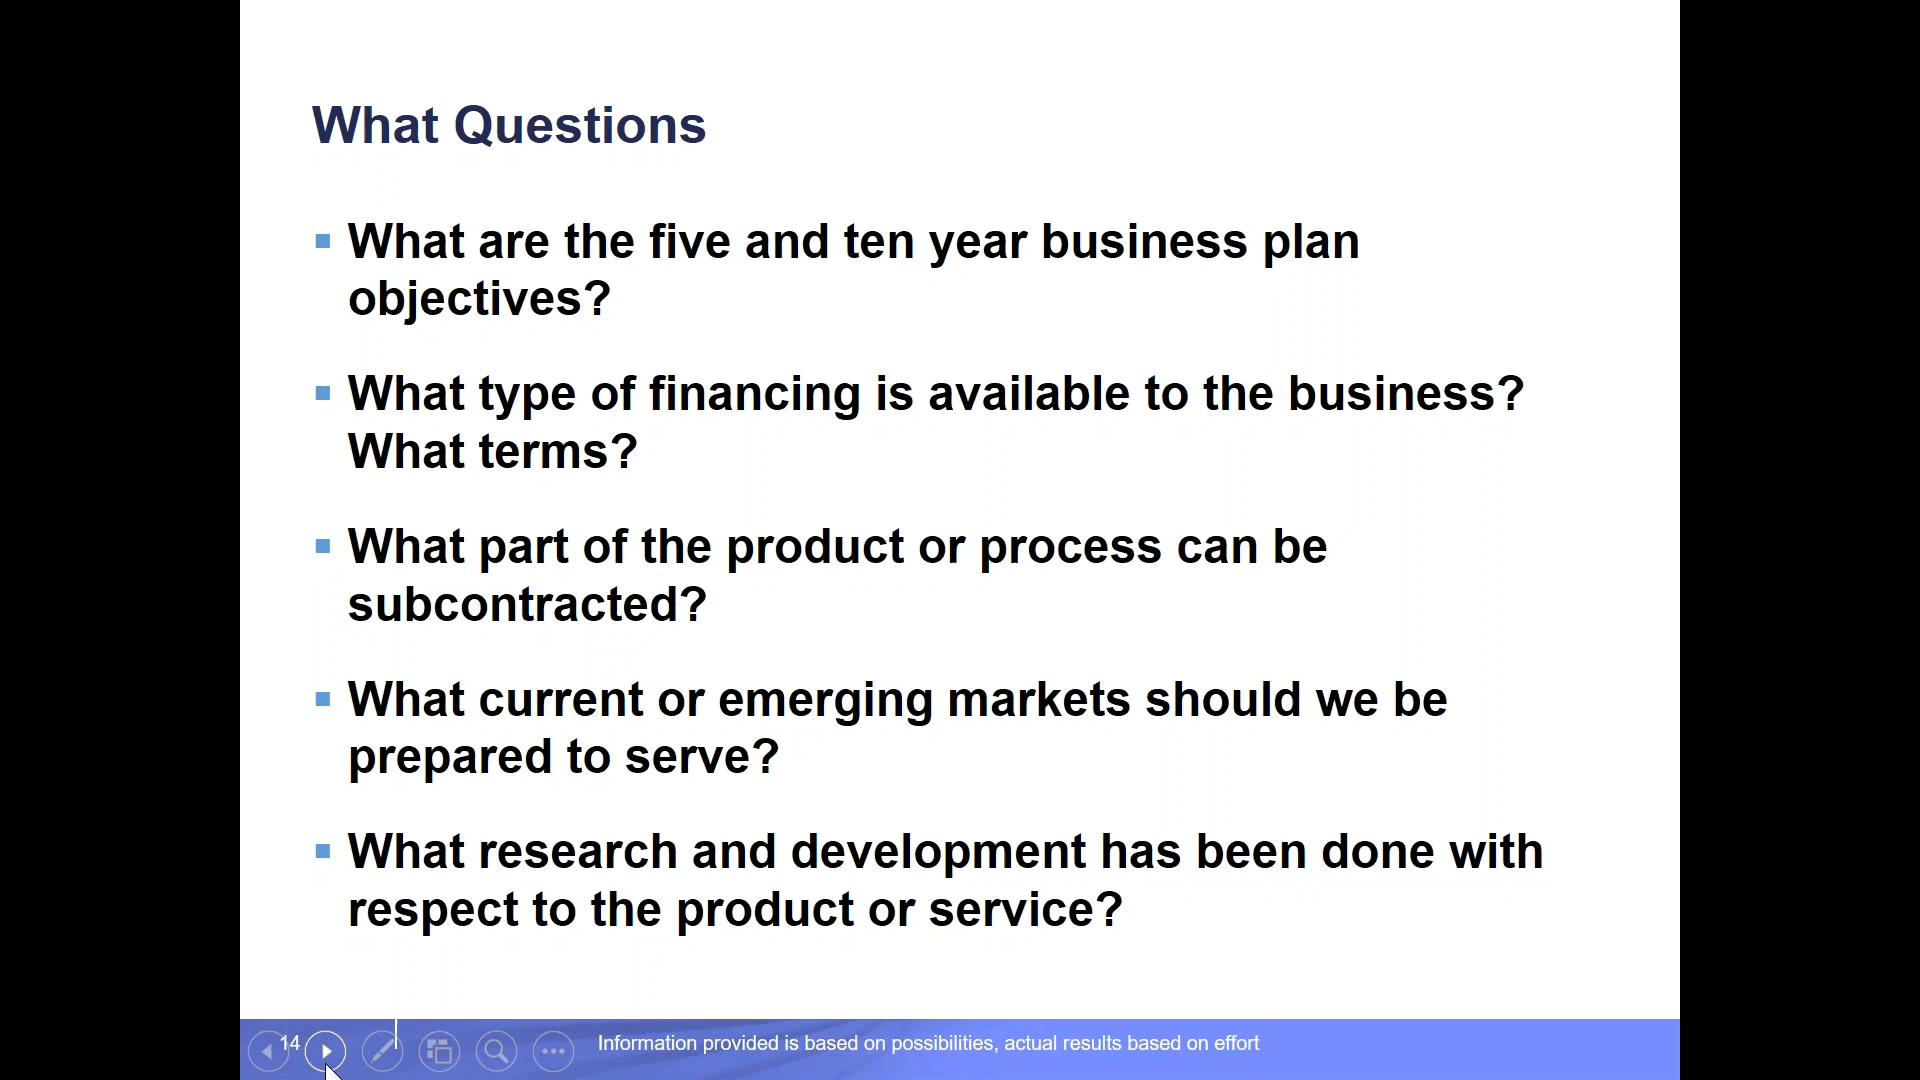 What Questions
What are the five and ten year business plan
objectives?
What type of financing is available to the business?
What terms?
What part of the product or process can be
subcontracted?
What current or emerging markets should we be
prepared to serve?
What research and development has been done with
respect to the product or service?
14
Information provided is based on possibilities, actual results based on effort